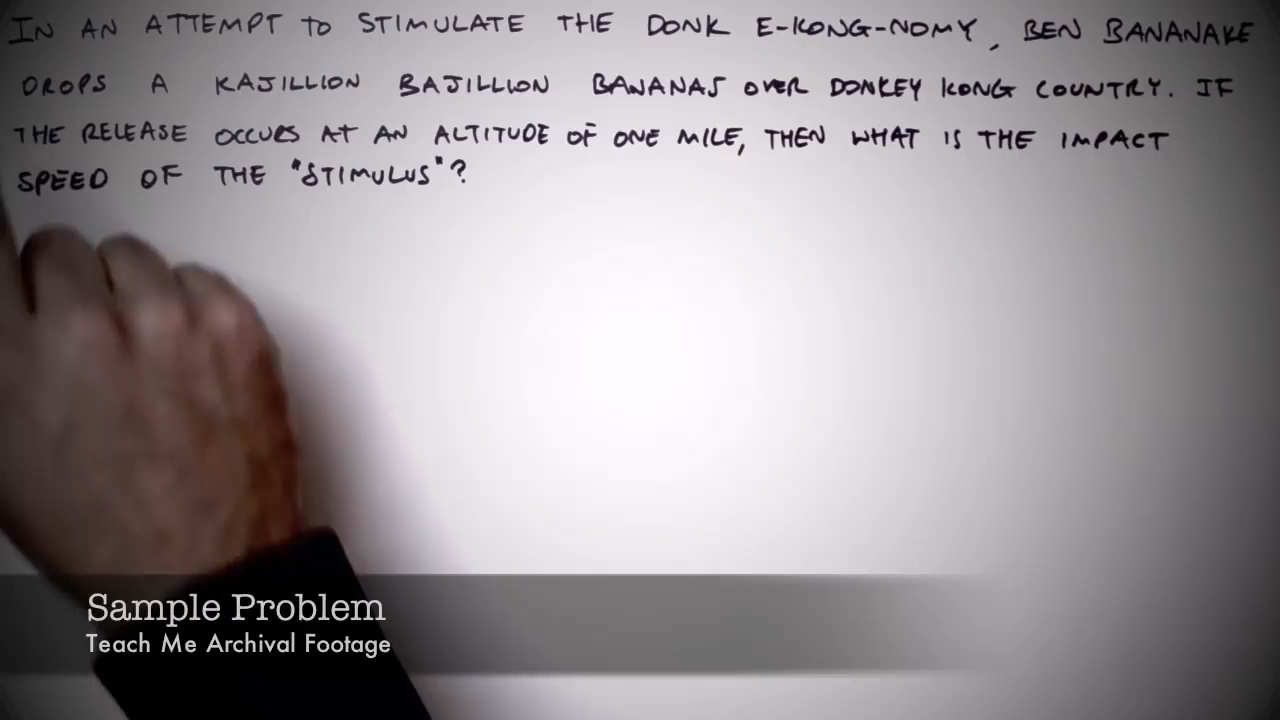 IN AN ATTEMPT TO STIMULATE THE DONK E-KONG-NOMY, BEN BANANAKE
DROPS A KAJILLION BAJILLION BANANAS OVER DONKEY KONG COUNTRY. IF
THE RELEASE OCCURS AT AN ALTITUDE OF ONE MILE, THEN WHAT IS THE IMPACT
SPEED OF THE "STIMULUS"?
Sample Problem
Teach Me Archival Footage